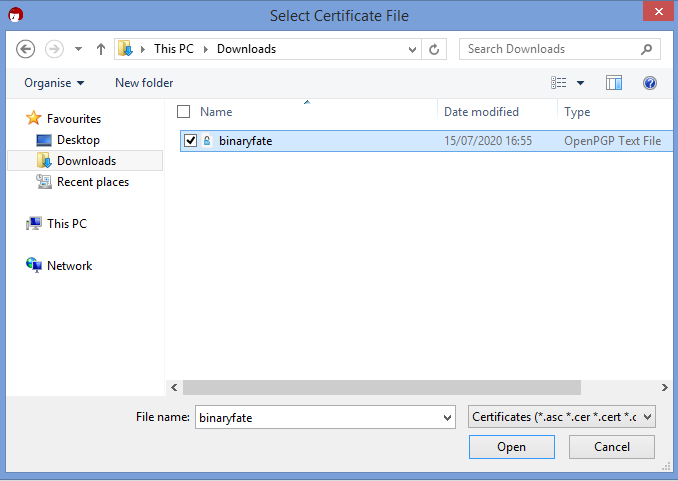 Select Certificate File
This PC Downloads
Search Downloads
Organise New folder
Favourites
Desktop
Downloads
Recent places
This PC
Network
Name Date modified Type
binaryfate 15/07/2020 16:55 OpenPGP Text File
File name: binaryfate Certificates (*.asc *.cer *.cert *.c
Open Cancel